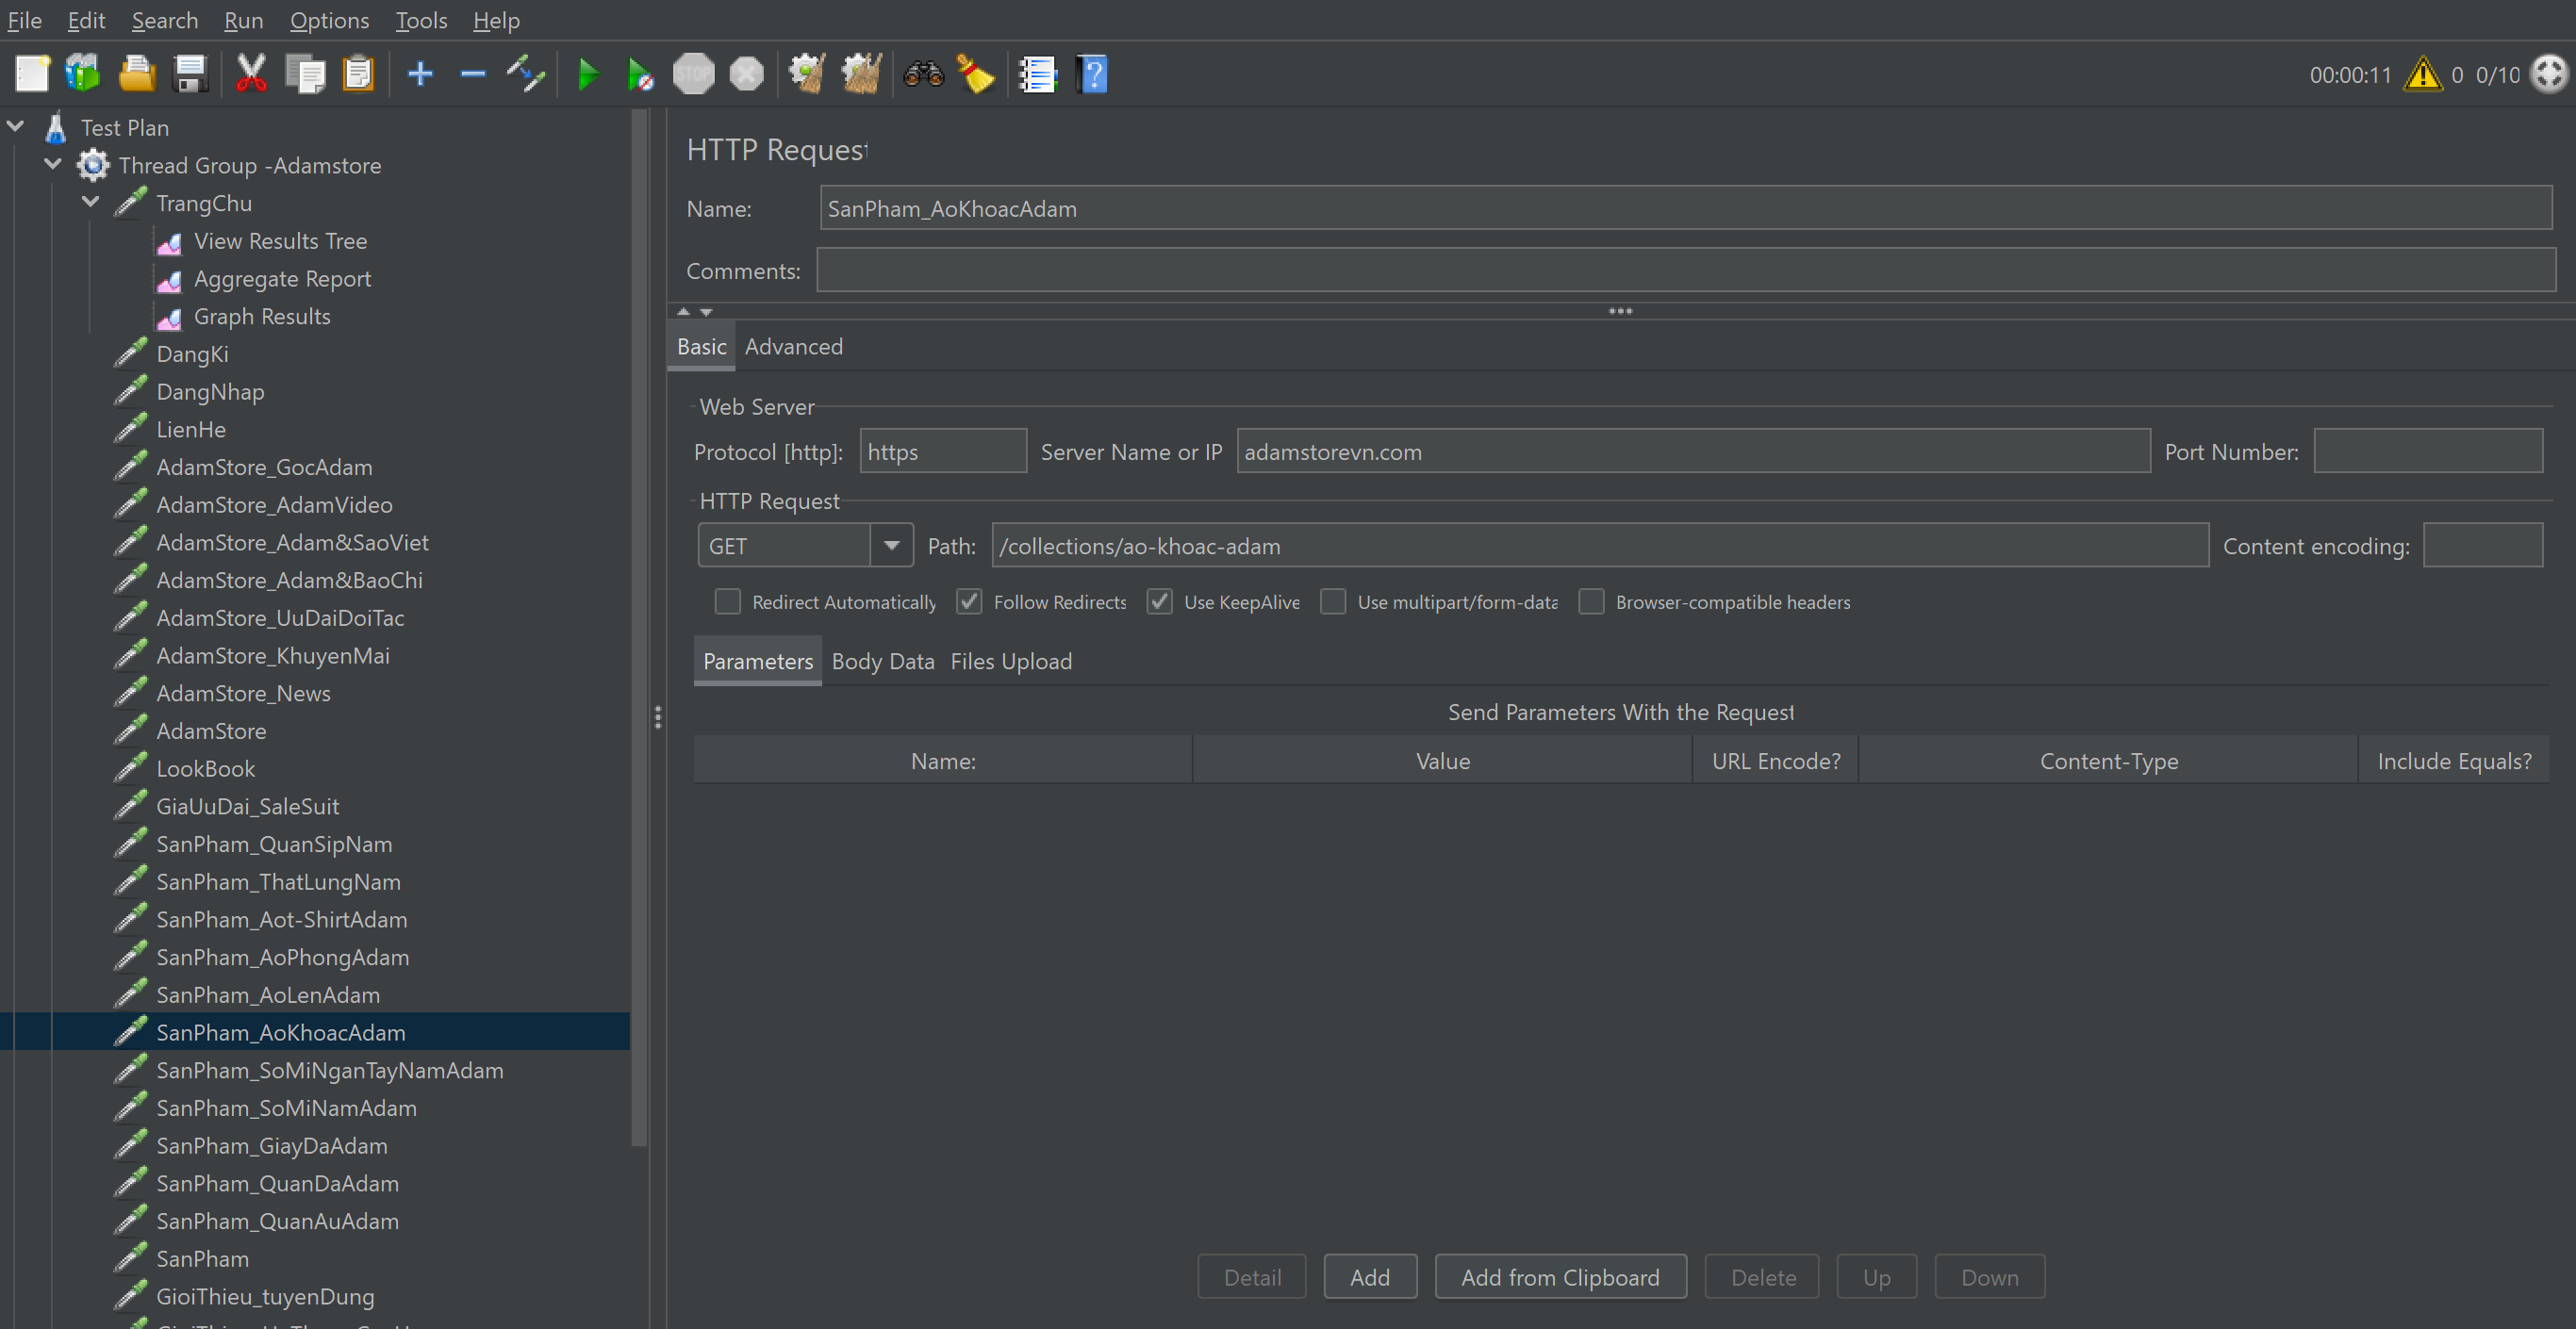 File Edit Search Run Options Tools Help
STOP
00:00:11 0 0/10
Test Plan
Thread Group -Adamstore
TrangChu
View Results Tree
Aggregate Report
Graph Results
DangKi
DangNhap
LienHe
AdamStore_GocAdam
AdamStore_AdamVideo
AdamStore_Adam&SaoViet
AdamStore_Adam&BaoChi
AdamStore_UuDaiDoiTac
AdamStore_KhuyenMai
AdamStore_News
AdamStore
LookBook
GiaUuDai_SaleSuit
SanPham_QuanSipNam
SanPham_ThatLungNam
SanPham_Aot-ShirtAdam
SanPham_AoPhongAdam
SanPham_AoLenAdam
SanPham_AoKhoacAdam
SanPham_SoMiNganTayNamAdam
SanPham_SoMiNamAdam
SanPham_GiayDaAdam
SanPham_QuanDaAdam
SanPham_QuanAuAdam
SanPham
GioiThieu_tuyenDung
HTTP Request
Name: SanPham_AoKhoacAdam
Comments:
Basic Advanced
Web Server
Protocol [http]: https Server Name or IP adamstorevn.com Port Number:
HTTP Request
GET Path: /collections/ao-khoac-adam Content encoding:
Redirect Automatically Follow Redirects Use KeepAlive Use multipart/form-data Browser-compatible headers
Parameters Body Data Files Upload
Send Parameters With the Request
Name: Value URL Encode? Content-Type Include Equals?
Detail Add Add from Clipboard Delete Up Down